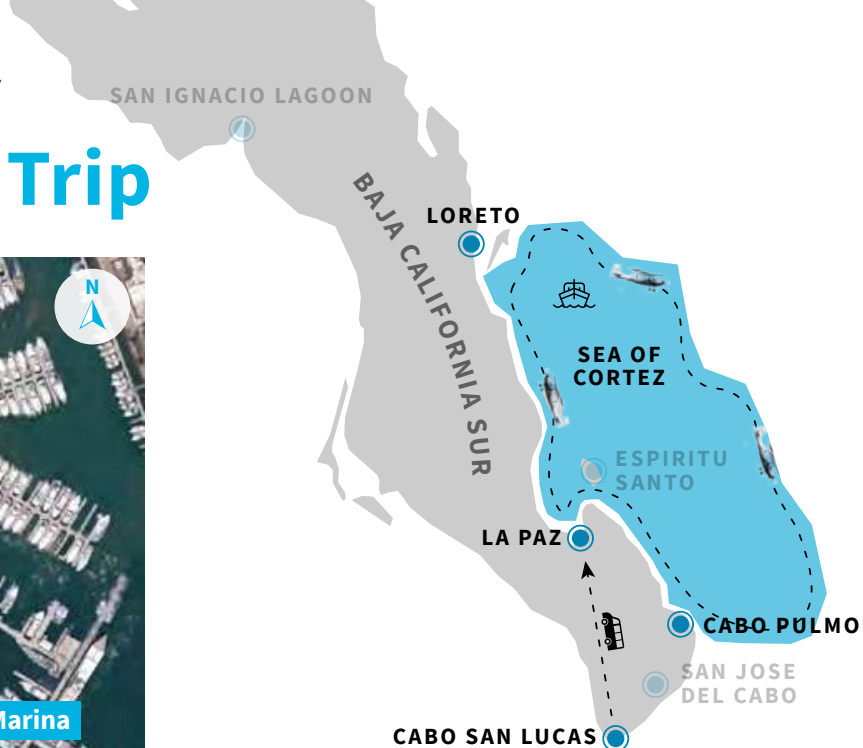 SAN IGNACIO LAGOON
Trip
BAJA CALIFORNIA SUR
LORETO
N
SEA OF
CORTEZ
ESPIRITU
SANTO
LA PAZ
CABO PULMO
SAN JOSE
DEL CABO
Marina
CABO SAN LUCAS